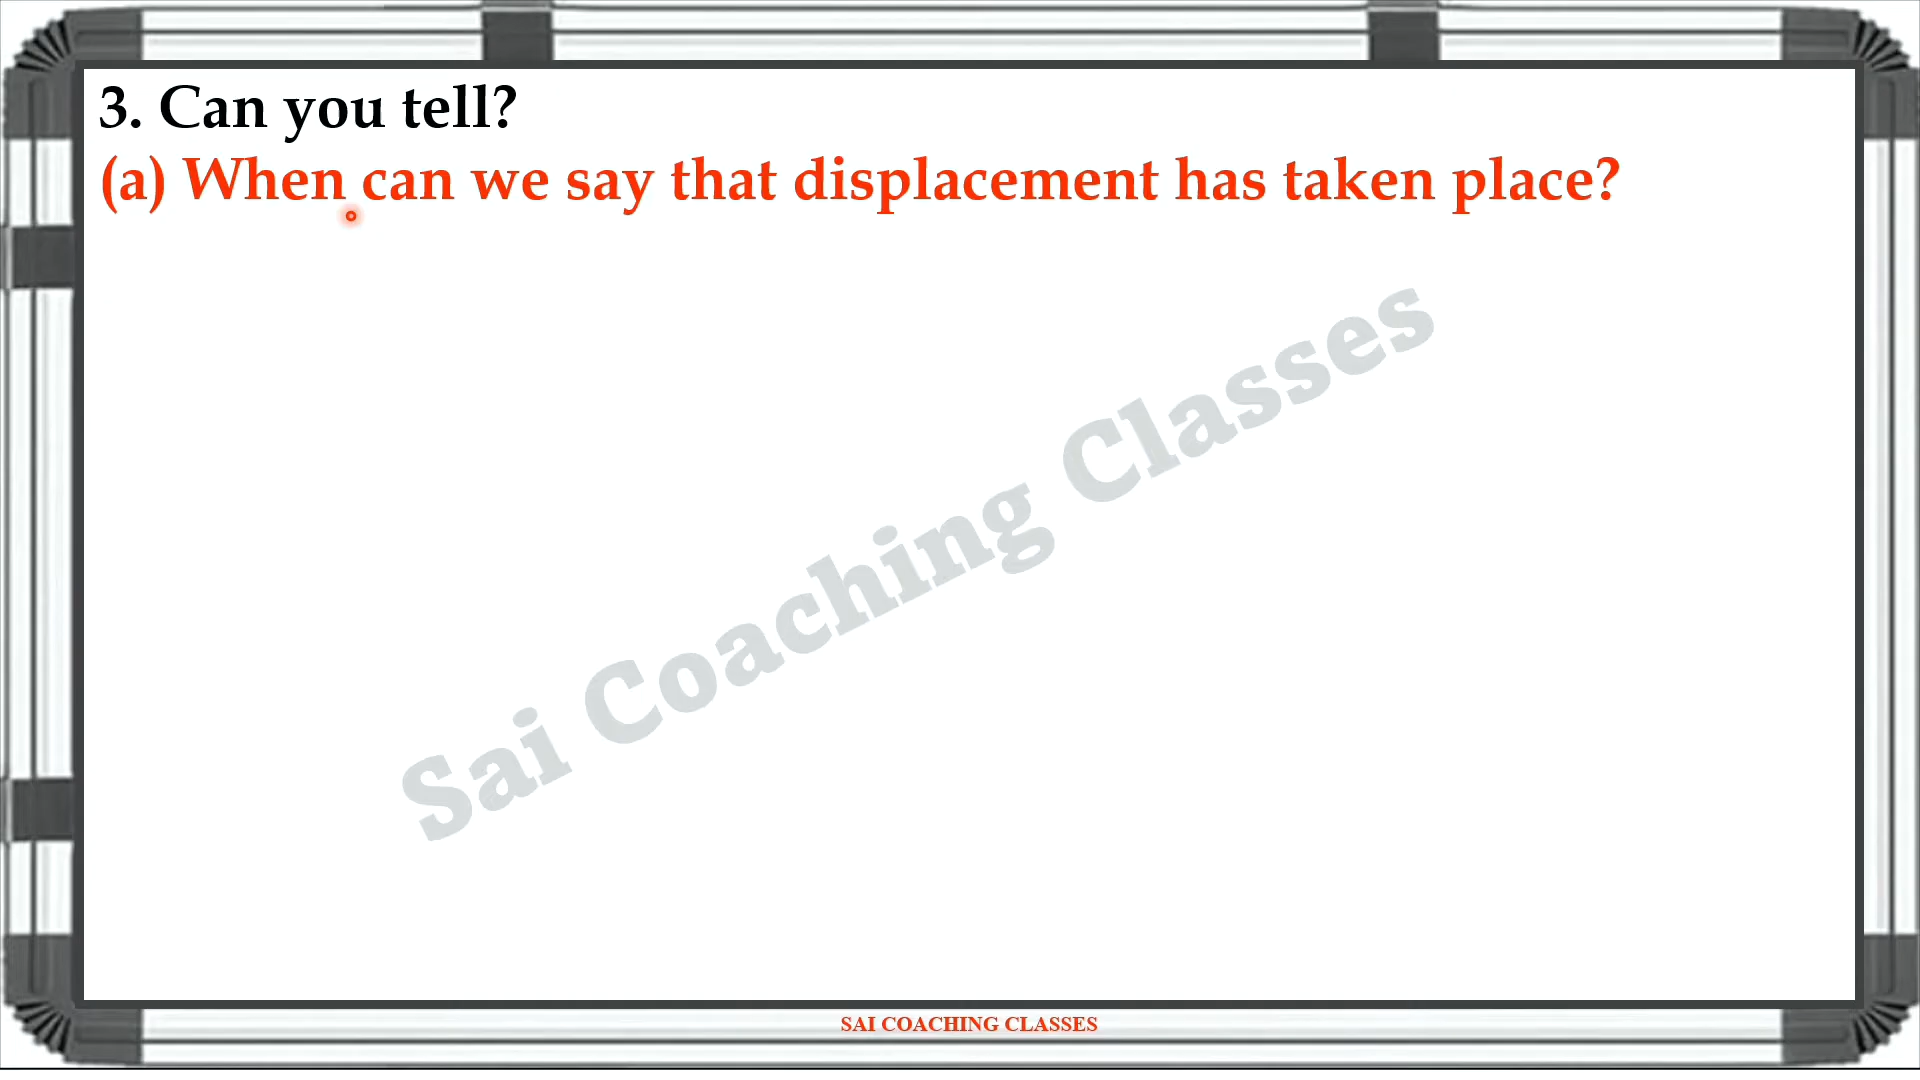 3. Can you tell?
(a) When can we say that displacement has taken place?
Sai Coaching Classes
SAI COACHING CLASSES